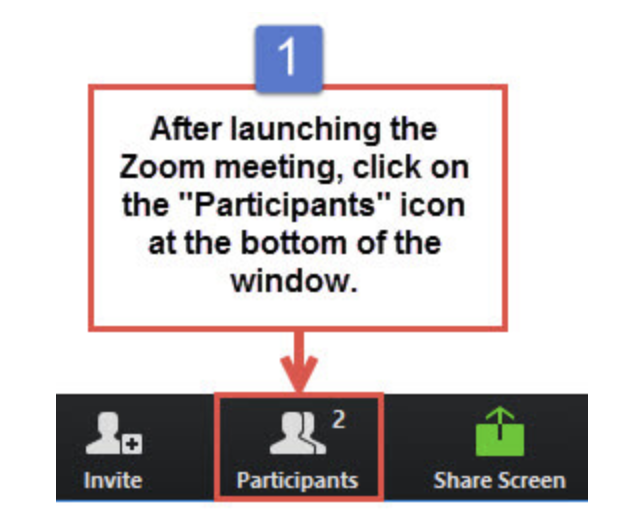 1
After launching the
Zoom meeting, click on
the "Participants" icon
at the bottom of the
window.
2
Invite
Participants
Share Screen